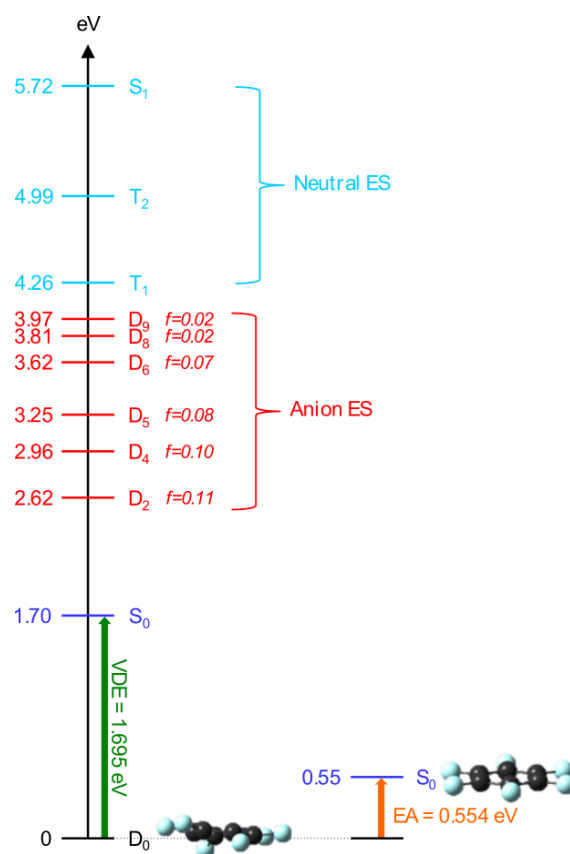 eV
5.72 S₁
Neutral ES
4.99 T₂
4.26 T₁
3.97 D₉ f=0.02
3.81 D₈ f=0.02
3.62 D₆ f=0.07
3.25 D₅ f=0.08
Anion ES
2.96 D₄ f=0.10
2.62 D₂ f=0.11
1.70 S₀
VDE = 1.695 eV
0.55 S₀
EA = 0.554 eV
0 D₀